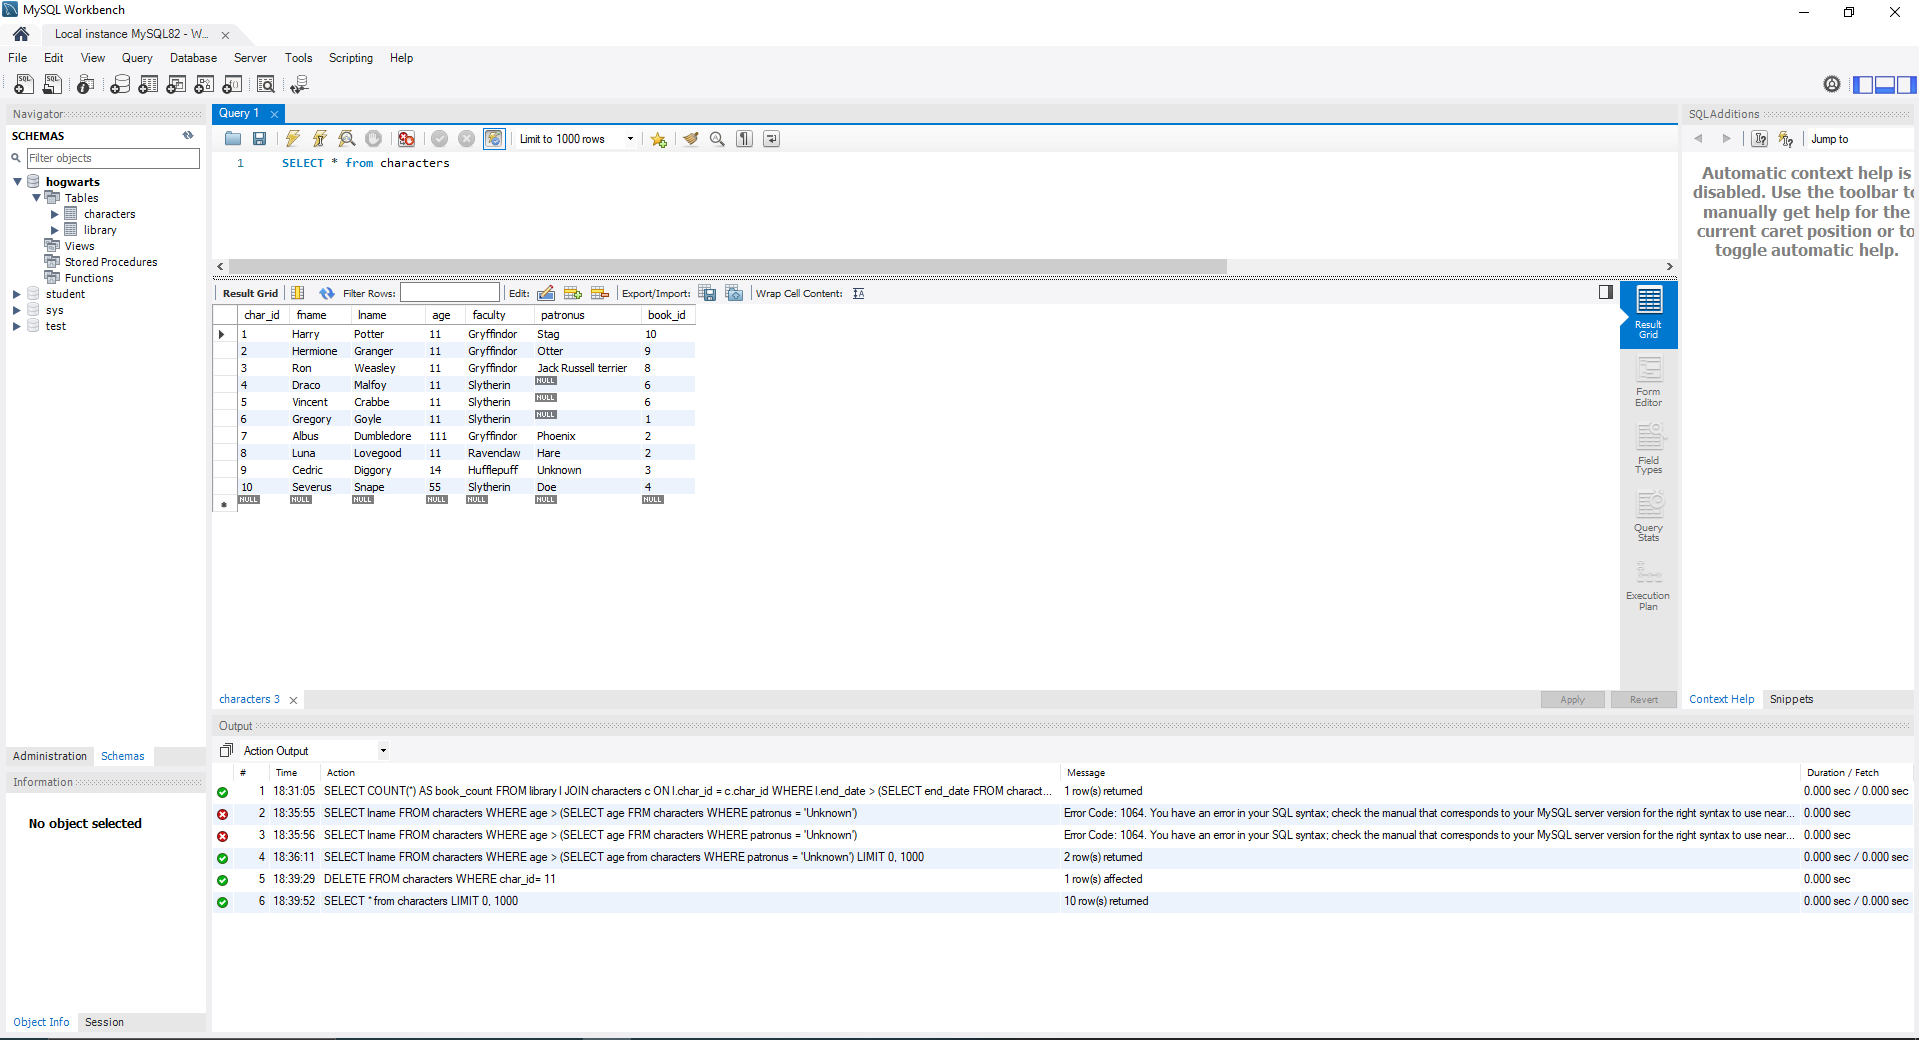 MySQL Workbench
Local instance MySQL82 - W...
File Edit View Query Database Server Tools Scripting Help
Navigator
SCHEMAS
Filter objects
hogwarts
Tables
characters
library
Views
Stored Procedures
Functions
student
sys
test
Administration Schemas
Information
No object selected
Object Info Session
Query 1
Limit to 1000 rows
1 SELECT * from characters
Result Grid Filter Rows: Edit: Export/Import: Wrap Cell Content:
char_id fname lname age faculty patronus book_id
1 Harry Potter 11 Gryffindor Stag 10
2 Hermione Granger 11 Gryffindor Otter 9
3 Ron Weasley 11 Gryffindor Jack Russell terrier 8
4 Draco Malfoy 11 Slytherin NULL 6
5 Vincent Crabbe 11 Slytherin NULL 6
6 Gregory Goyle 11 Slytherin NULL 1
7 Albus Dumbledore 111 Gryffindor Phoenix 2
8 Luna Lovegood 11 Ravenclaw Hare 2
9 Cedric Diggory 14 Hufflepuff Unknown 3
10 Severus Snape 55 Slytherin Doe 4
NULL NULL NULL NULL NULL NULL NULL
Result
Grid
Form
Editor
Field
Types
Query
Stats
Execution
Plan
characters 3
Apply Revert
SQLAdditions
Jump to
Automatic context help is
disabled. Use the toolbar to
manually get help for the
current caret position or to
toggle automatic help.
Context Help Snippets
Output
Action Output
# Time Action Message Duration / Fetch
1 18:31:05 SELECT COUNT(*) AS book_count FROM library l JOIN characters c ON l.char_id = c.char_id WHERE l.end_date > (SELECT end_date FROM charact... 1 row(s) returned 0.000 sec / 0.000 sec
2 18:35:55 SELECT lname FROM characters WHERE age > (SELECT age FRM characters WHERE patronus = 'Unknown') Error Code: 1064. You have an error in your SQL syntax; check the manual that corresponds to your MySQL server version for the right syntax to use near... 0.000 sec
3 18:35:56 SELECT lname FROM characters WHERE age > (SELECT age FRM characters WHERE patronus = 'Unknown') Error Code: 1064. You have an error in your SQL syntax; check the manual that corresponds to your MySQL server version for the right syntax to use near... 0.000 sec
4 18:36:11 SELECT lname FROM characters WHERE age > (SELECT age from characters WHERE patronus = 'Unknown') LIMIT 0, 1000 2 row(s) returned 0.000 sec / 0.000 sec
5 18:39:29 DELETE FROM characters WHERE char_id= 11 1 row(s) affected 0.000 sec
6 18:39:52 SELECT * from characters LIMIT 0, 1000 10 row(s) returned 0.000 sec / 0.000 sec